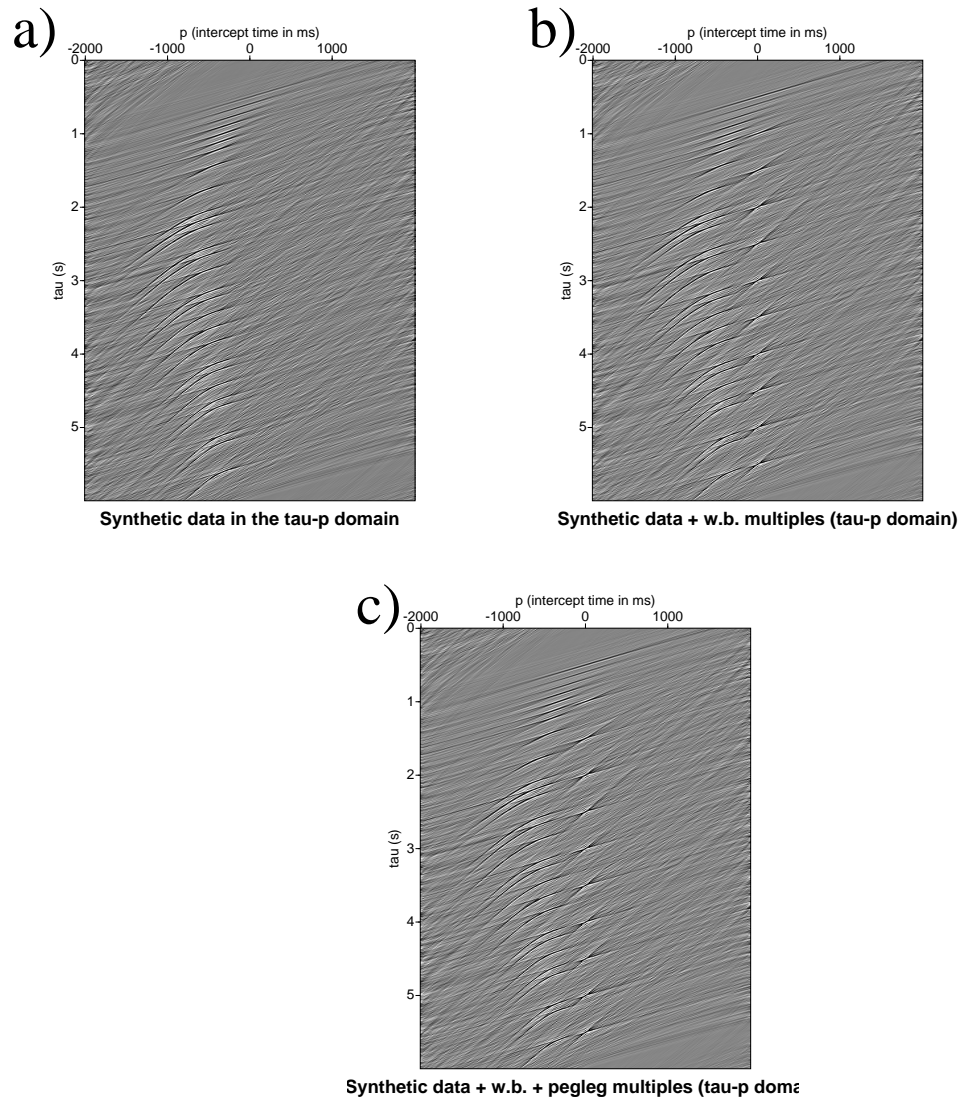 a)
p (intercept time in ms)
-2000 -1000 0 1000
0
1
2
3
4
5
tau (s)
Synthetic data in the tau-p domain
b)
p (intercept time in ms)
-2000 -1000 0 1000
0
1
2
3
4
5
tau (s)
Synthetic data + w.b. multiples (tau-p domain)
c)
p (intercept time in ms)
-2000 -1000 0 1000
0
1
2
3
4
5
tau (s)
Synthetic data + w.b. + pegleg multiples (tau-p doma